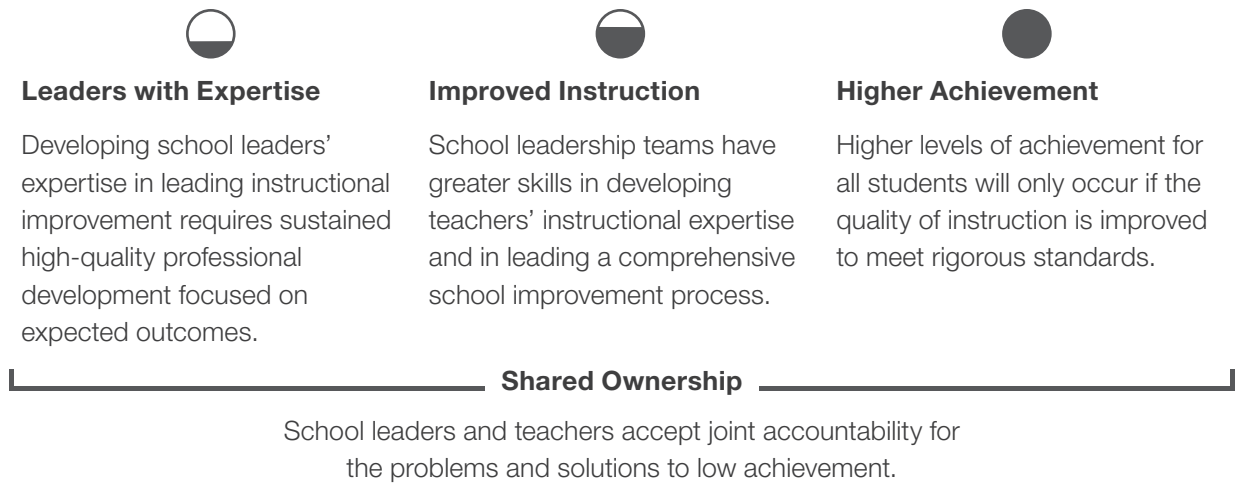 Leaders with Expertise
Developing school leaders’
expertise in leading instructional
improvement requires sustained
high-quality professional
development focused on
expected outcomes.
Improved Instruction
School leadership teams have
greater skills in developing
teachers’ instructional expertise
and in leading a comprehensive
school improvement process.
Higher Achievement
Higher levels of achievement for
all students will only occur if the
quality of instruction is improved
to meet rigorous standards.
Shared Ownership
School leaders and teachers accept joint accountability for
the problems and solutions to low achievement.